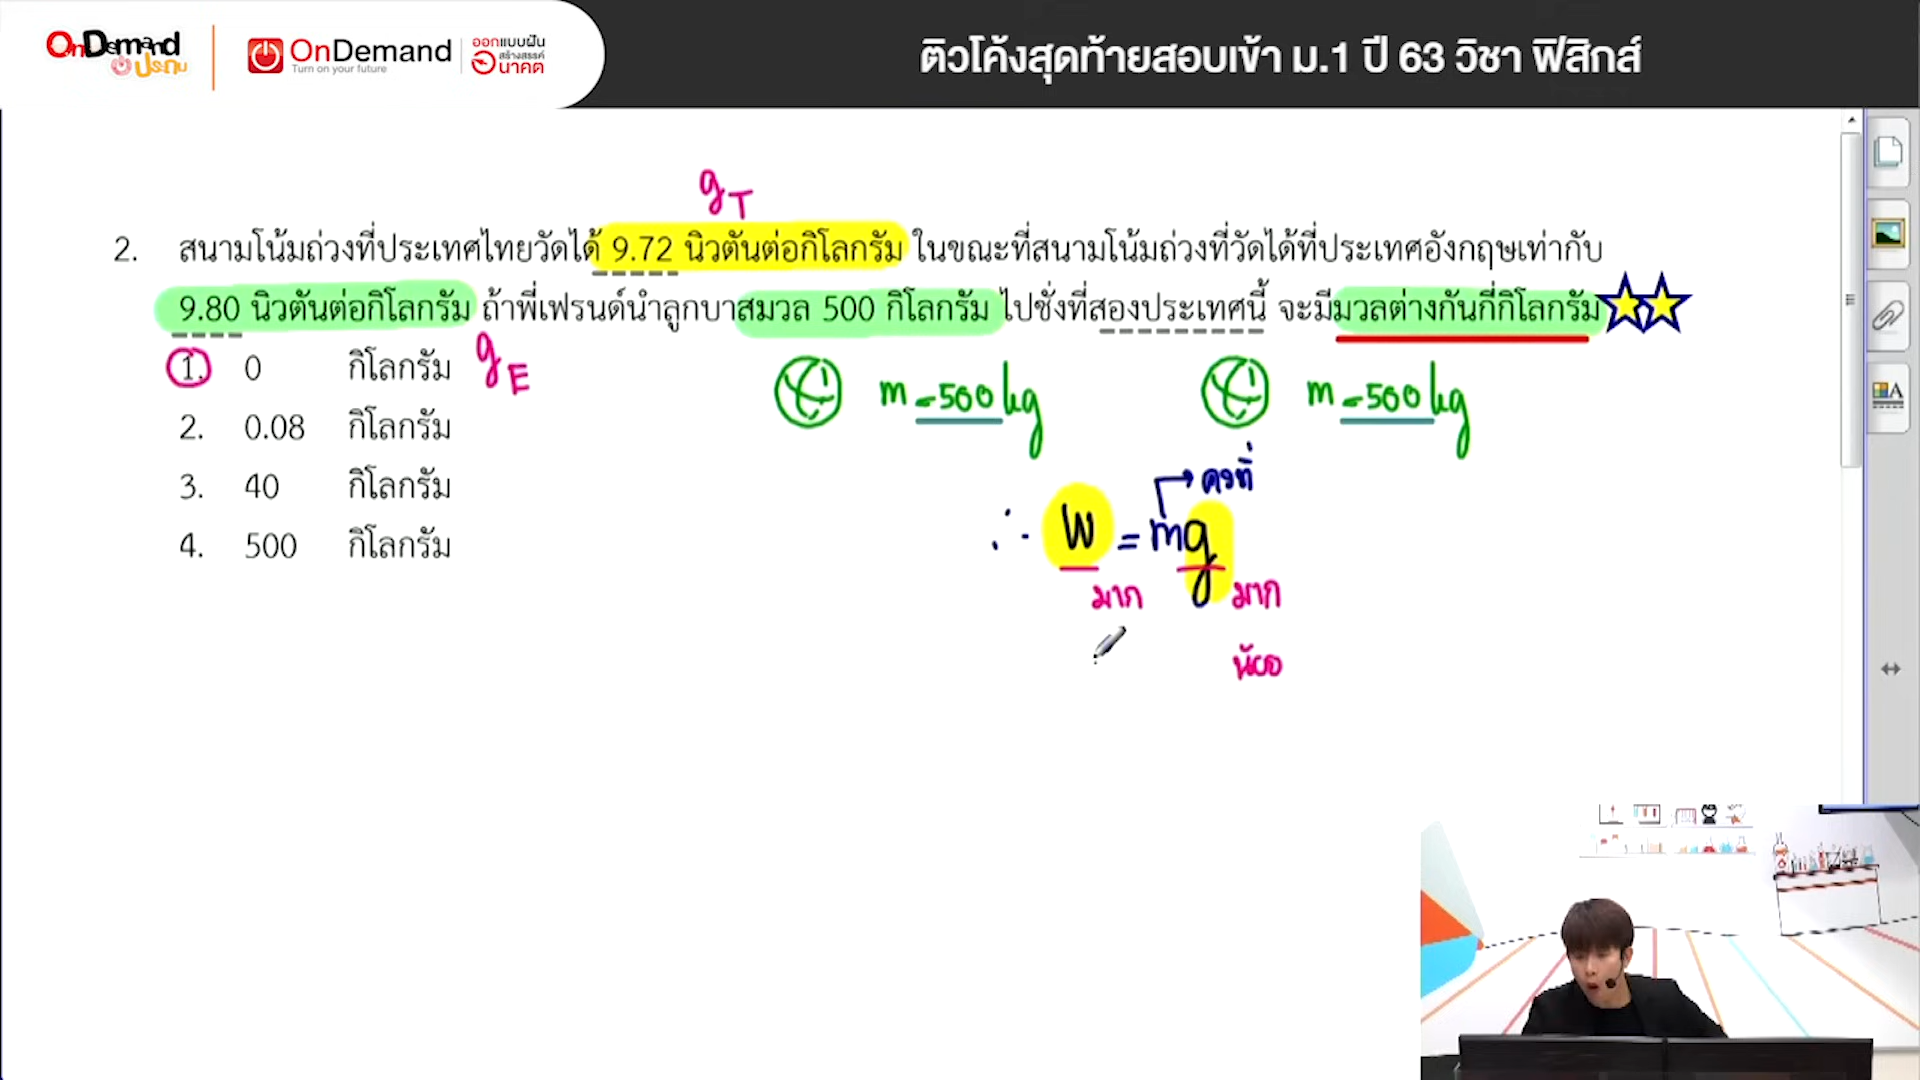 OnDemand
ประถม
OnDemand
Turn on your future
ออกแบบฝัน
สร้างสรรค์
อนาคต
ติวโค้งสุดท้ายสอบเข้า ม.1 ปี 63 วิชา ฟิสิกส์
gT
2. สนามโน้มถ่วงที่ประเทศไทยวัดได้ 9.72 นิวตันต่อกิโลกรัม ในขณะที่สนามโน้มถ่วงที่วัดได้ที่ประเทศอังกฤษเท่ากับ
9.80 นิวตันต่อกิโลกรัม ถ้าพี่เฟรนด์นำลูกบาสมวล 500 กิโลกรัม ไปชั่งที่สองประเทศนี้ จะมีมวลต่างกันกี่กิโลกรัม
gE
1. 0 กิโลกรัม
m = 500 kg
m = 500 kg
2. 0.08 กิโลกรัม
3. 40 กิโลกรัม
คงที่
4. 500 กิโลกรัม
∴ W = mg
มาก มาก
น้อย